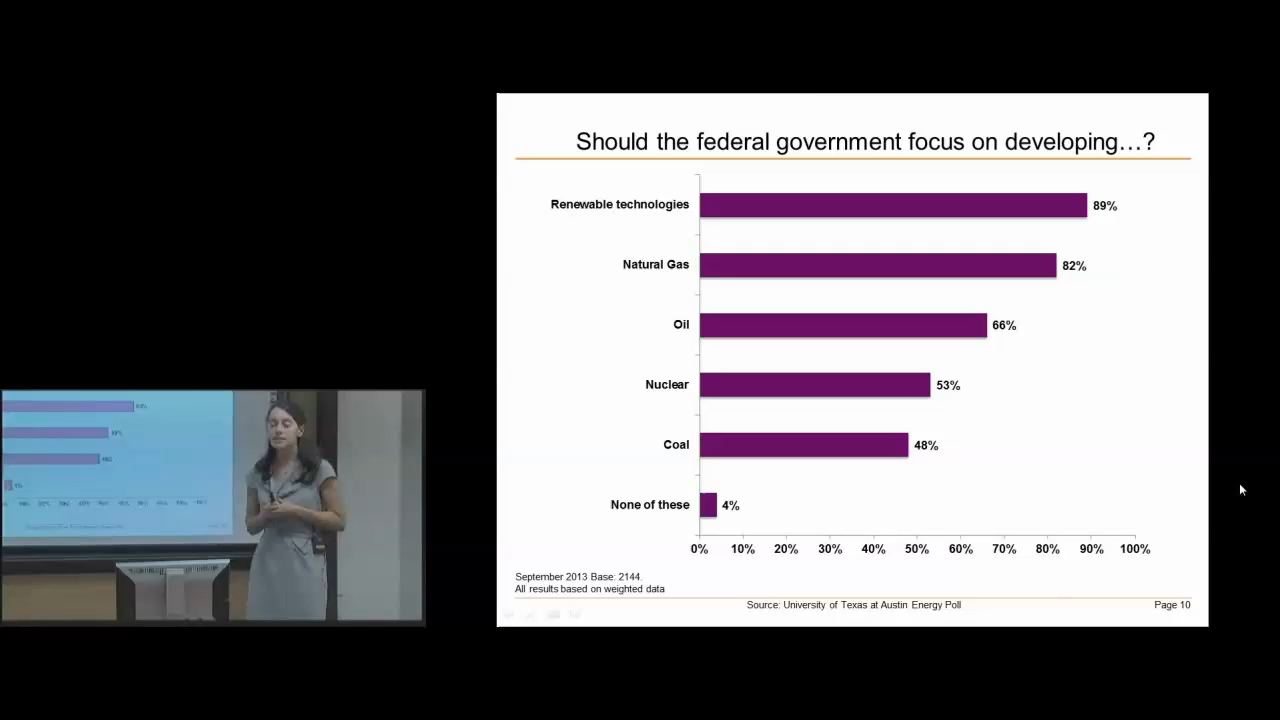 Should the federal government focus on developing…?
Renewable technologies 89%
Natural Gas 82%
Oil 66%
Nuclear 53%
Coal 48%
None of these 4%
0% 10% 20% 30% 40% 50% 60% 70% 80% 90% 100%
September 2013 Base: 2144.
All results based on weighted data
Source: University of Texas at Austin Energy Poll
Page 10